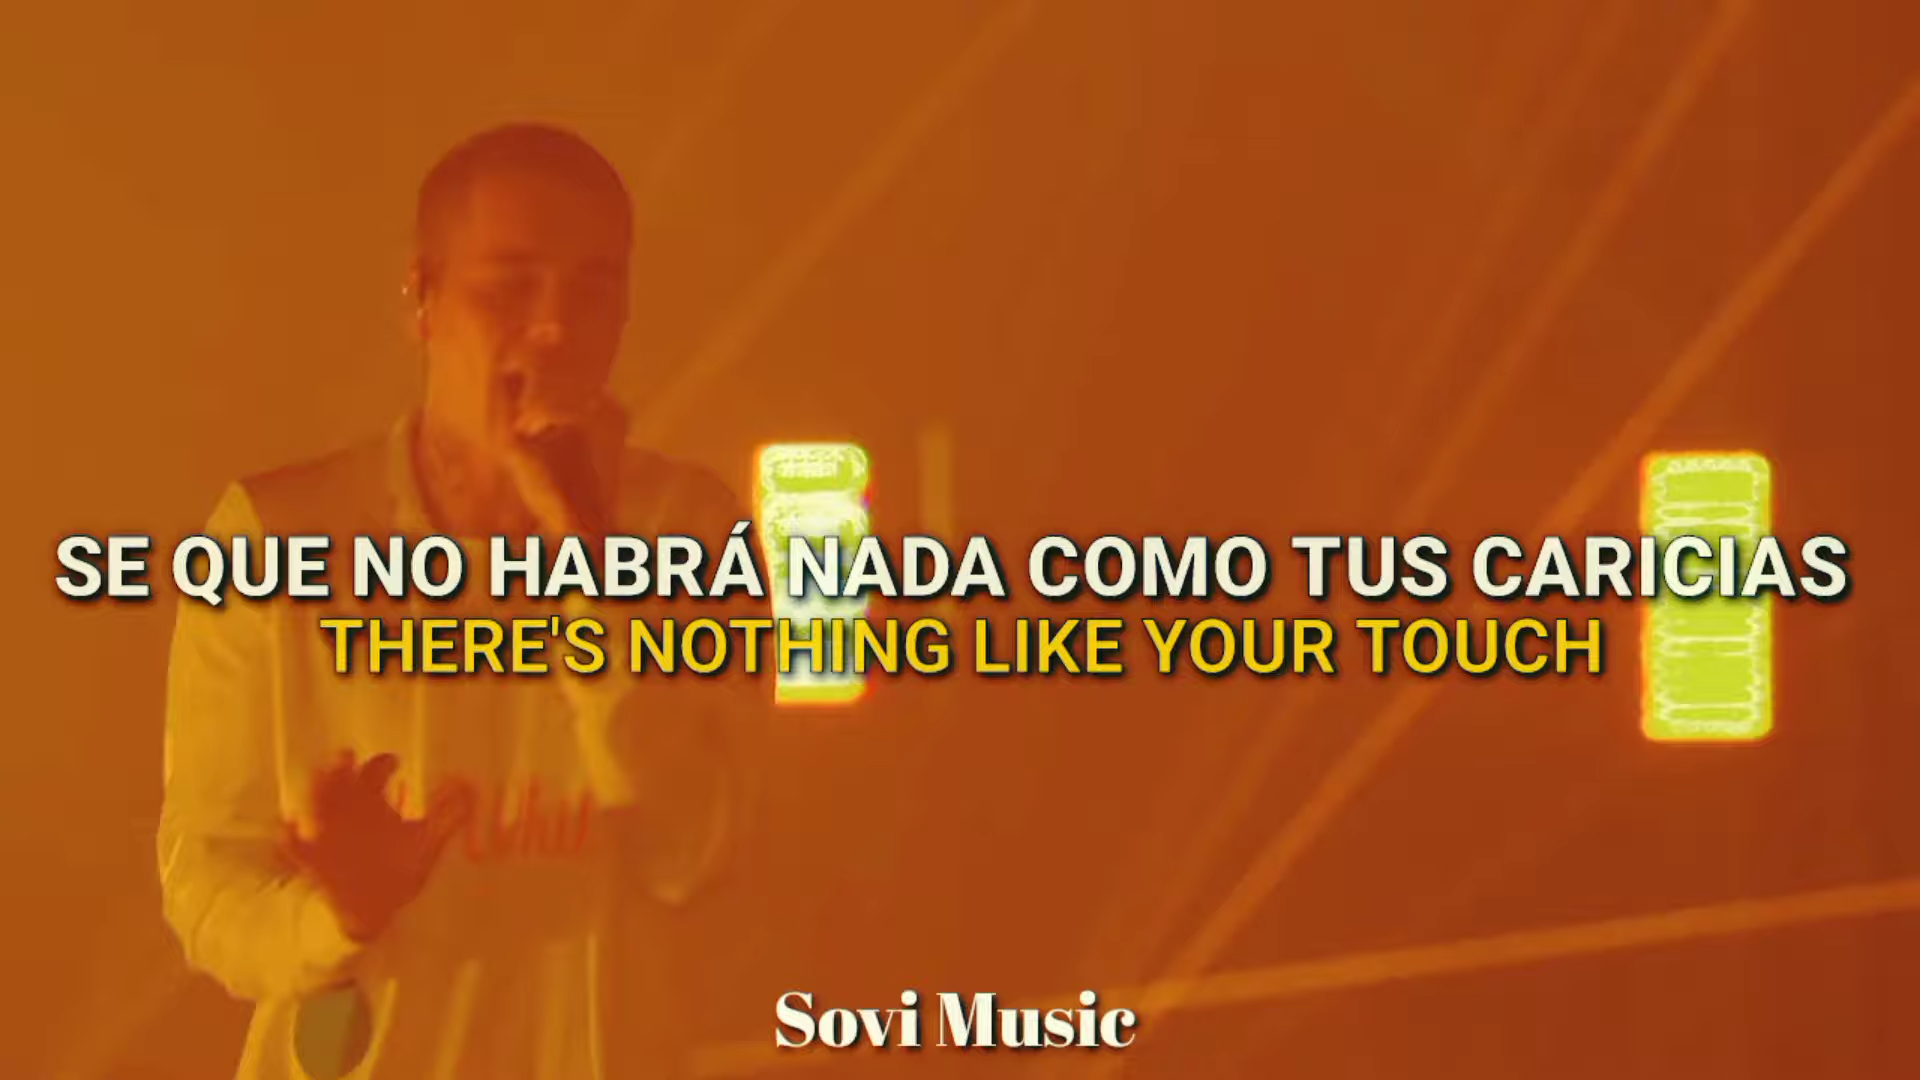 SE QUE NO HABRÁ NADA COMO TUS CARICIAS
THERE'S NOTHING LIKE YOUR TOUCH
Sovi Music